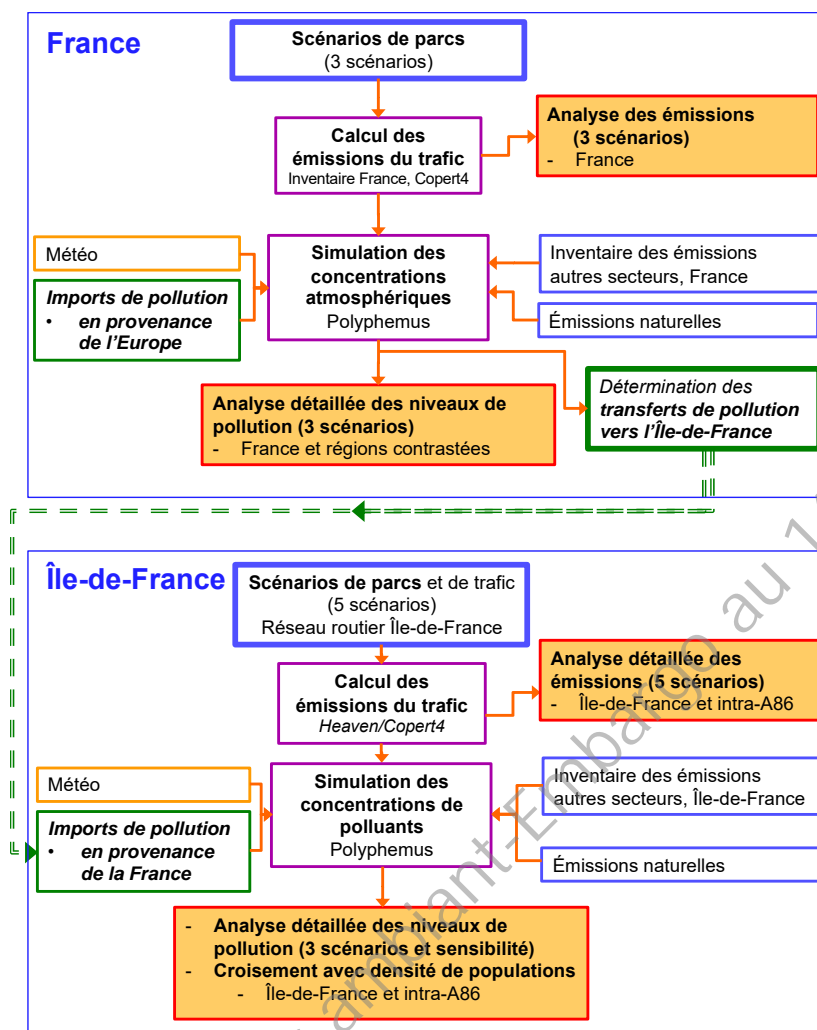 France
Scénarios de parcs
(3 scénarios)
Calcul des
émissions du trafic
Inventaire France, Copert4
Analyse des émissions
(3 scénarios)
- France
Météo
Imports de pollution
• en provenance
de l'Europe
Simulation des
concentrations
atmosphériques
Polyphemus
Inventaire des émissions
autres secteurs, France
Émissions naturelles
Analyse détaillée des niveaux de
pollution (3 scénarios)
- France et régions contrastées
Détermination des
transferts de pollution
vers l'Île-de-France
Île-de-France
Scénarios de parcs et de trafic
(5 scénarios)
Réseau routier Île-de-France
Calcul des
émissions du trafic
Heaven/Copert4
Analyse détaillée des
émissions (5 scénarios)
- Île-de-France et intra-A86
Météo
Imports de pollution
• en provenance
de la France
Simulation des
concentrations de
polluants
Polyphemus
Inventaire des émissions
autres secteurs, Île-de-France
Émissions naturelles
- Analyse détaillée des niveaux de
pollution (3 scénarios et sensibilité)
- Croisement avec densité de populations
- Île-de-France et intra-A86
ambiant-Embargo au 1